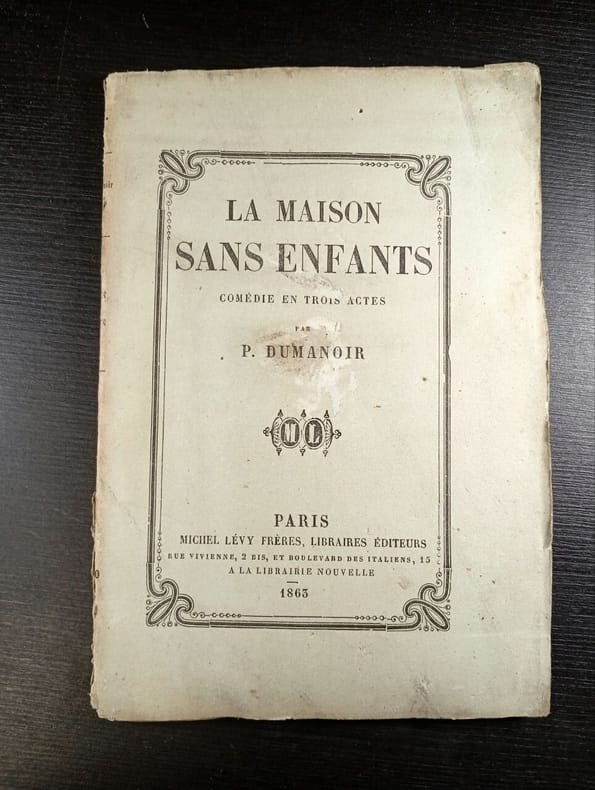 LA MAISON
SANS ENFANTS
COMÉDIE EN TROIS ACTES
PAR
P. DUMANOIR
M L
PARIS
MICHEL LÉVY FRÈRES, LIBRAIRES ÉDITEURS
RUE VIVIENNE, 2 BIS, ET BOULEVARD DES ITALIENS, 15
A LA LIBRAIRIE NOUVELLE
1863